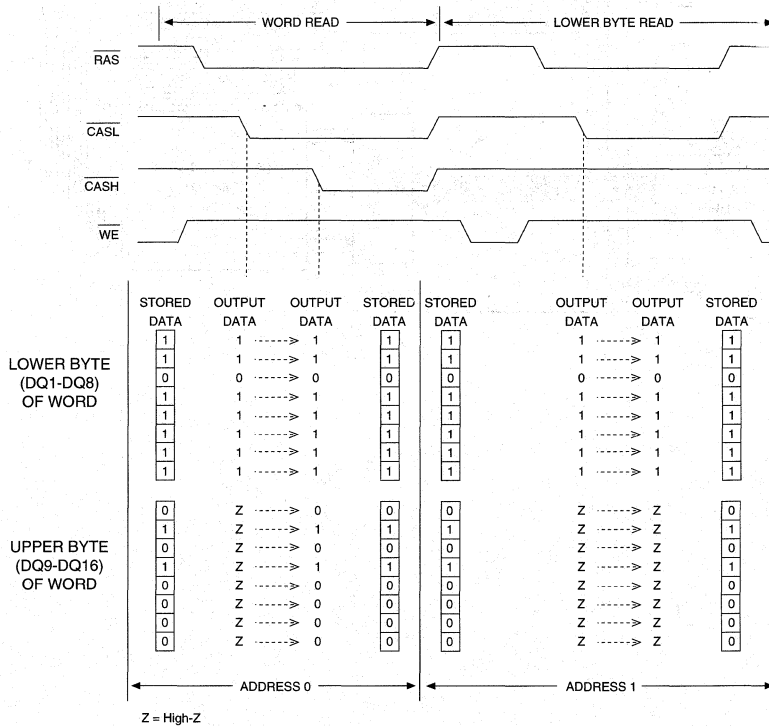 WORD READ LOWER BYTE READ
RAS
CASL
CASH
WE
STORED OUTPUT OUTPUT STORED STORED OUTPUT OUTPUT STORED
DATA DATA DATA DATA DATA DATA DATA DATA
1 1 1 1 1 1 1 1
1 1 1 1 1 1 1 1
0 0 0 0 0 0 0 0
1 1 1 1 1 1 1 1
1 1 1 1 1 1 1 1
1 1 1 1 1 1 1 1
1 1 1 1 1 1 1 1
1 1 1 1 1 1 1 1
LOWER BYTE
(DQ1-DQ8)
OF WORD
0 Z 0 0 0 Z Z 0
1 Z 1 1 1 Z Z 1
0 Z 0 0 0 Z Z 0
1 Z 1 1 1 Z Z 1
0 Z 0 0 0 Z Z 0
0 Z 0 0 0 Z Z 0
0 Z 0 0 0 Z Z 0
0 Z 0 0 0 Z Z 0
UPPER BYTE
(DQ9-DQ16)
OF WORD
ADDRESS 0 ADDRESS 1
Z = High-Z